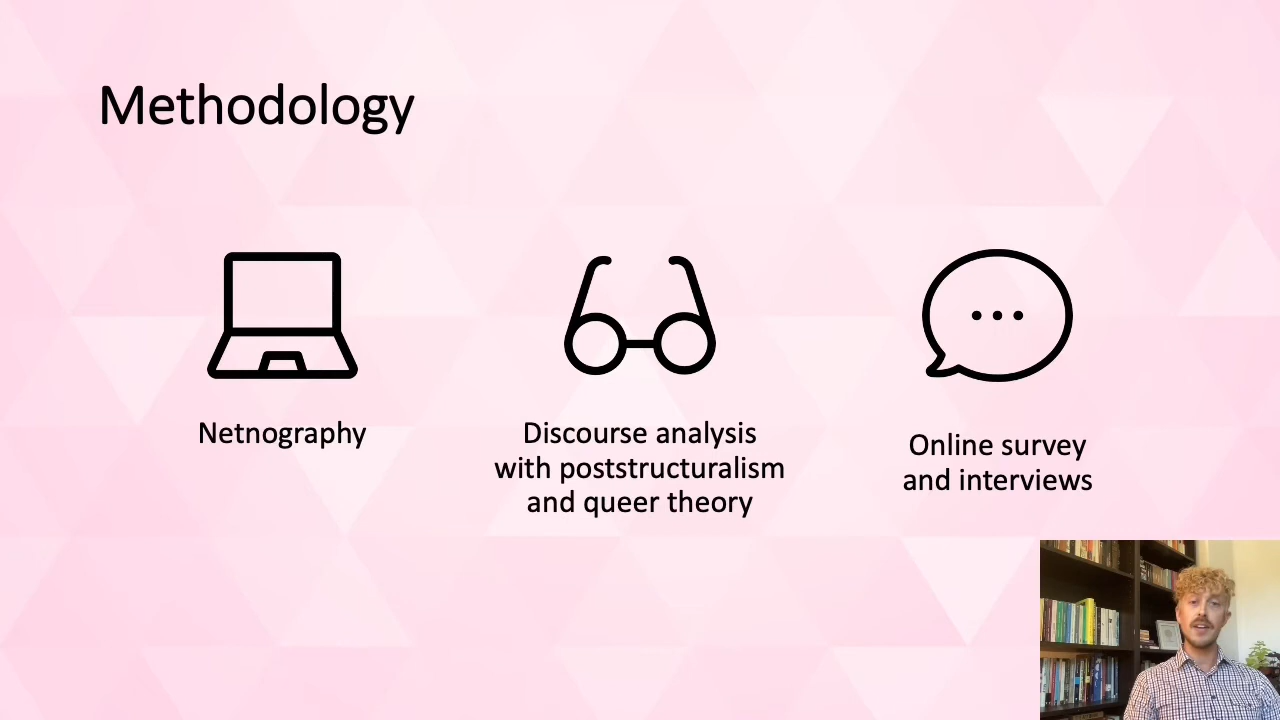 Methodology
Netnography
Discourse analysis
with poststructuralism
and queer theory
Online survey
and interviews